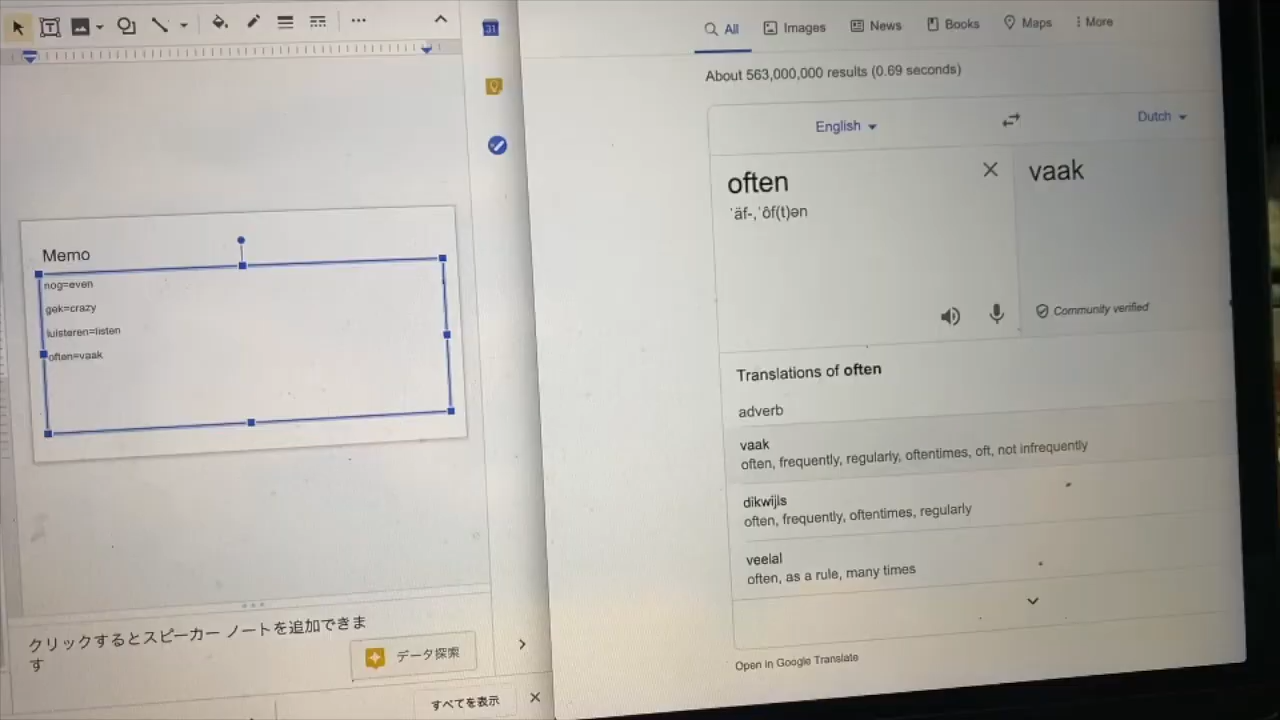 31
Memo
nog=even
gek=crazy
luisteren=listen
often=vaak
クリックするとスピーカー ノートを追加できま
す
データ探索
すべてを表示
All
Images
News
Books
Maps
More
About 563,000,000 results (0.69 seconds)
English
Dutch
often
ˈäf-,ˈôf(t)ən
vaak
Community verified
Translations of often
adverb
vaak
often, frequently, regularly, oftentimes, oft, not infrequently
dikwijls
often, frequently, oftentimes, regularly
veelal
often, as a rule, many times
Open in Google Translate